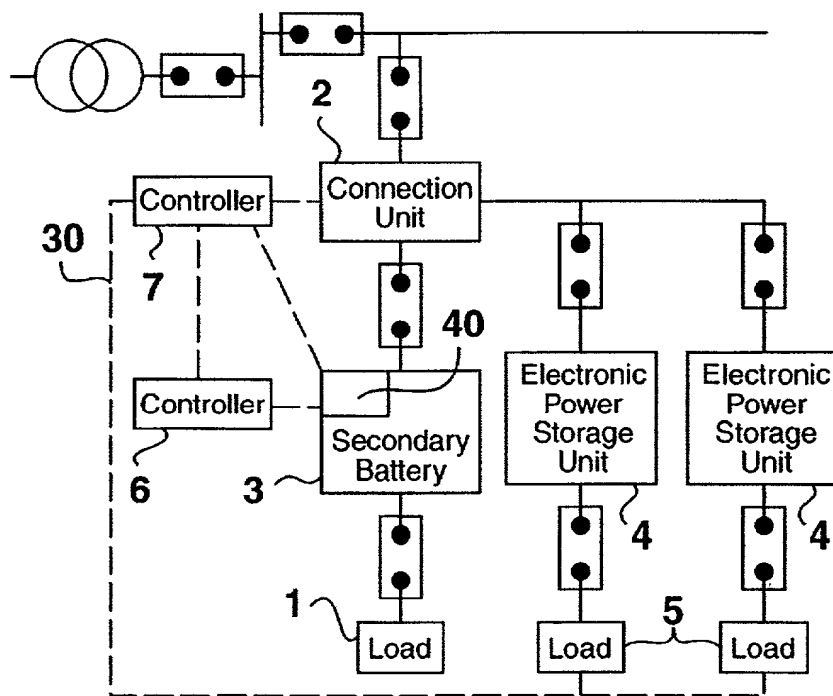 2
Controller
Connection
Unit
30
7
40
Controller
Secondary
Battery
Electronic
Power
Storage
Unit
Electronic
Power
Storage
Unit
6
3
4
4
1
Load
Load
5
Load